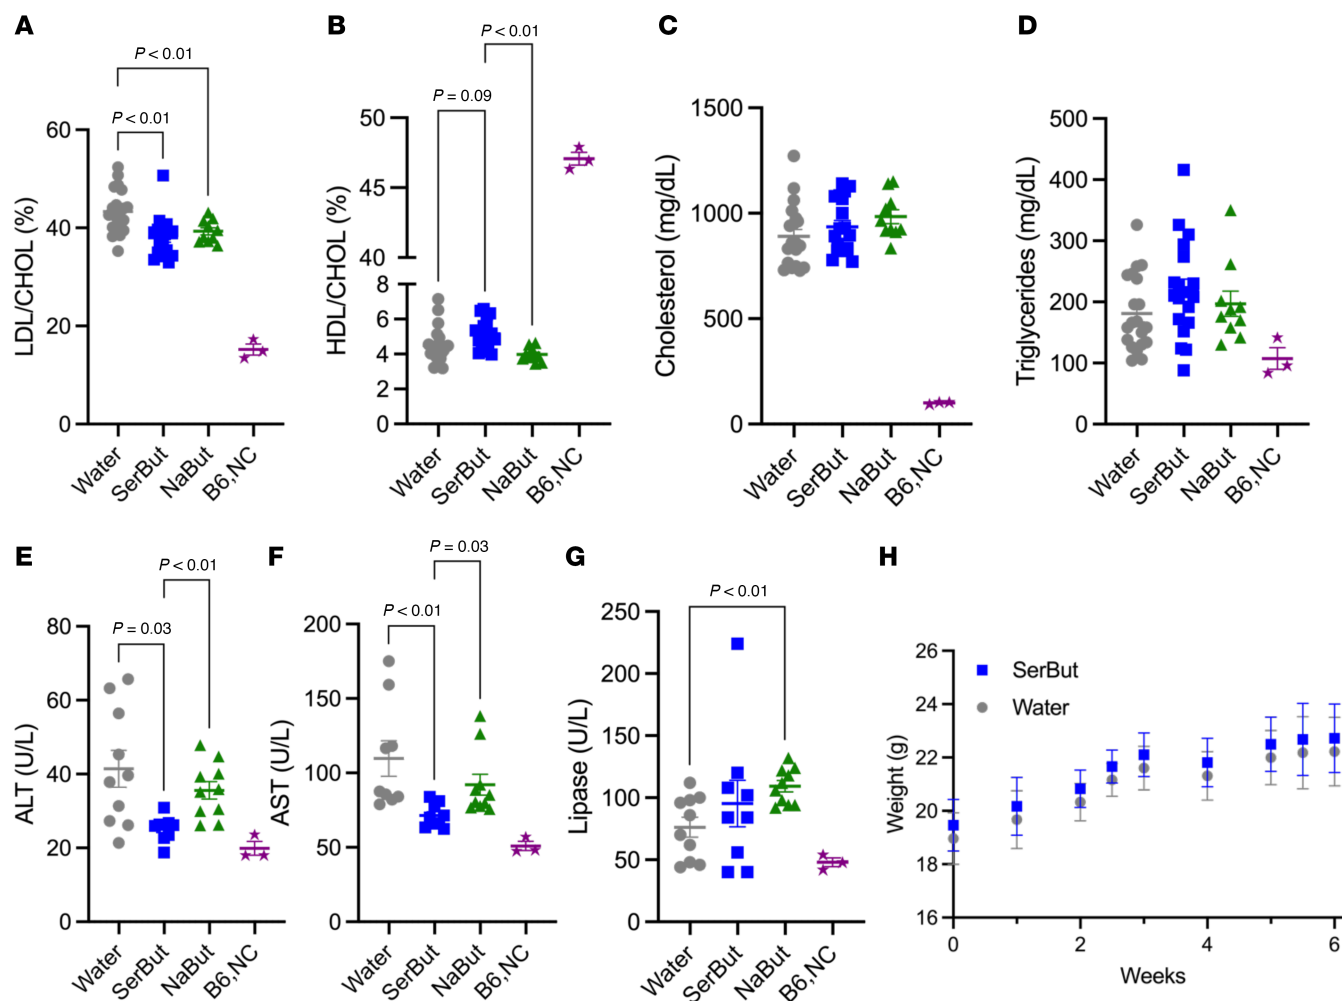 A
P < 0.01
P < 0.01
LDL/CHOL (%)
60
40
20
0
Water
SerBut
NaBut
B6,NC
B
P < 0.01
P = 0.09
HDL/CHOL (%)
50
45
40
8
6
4
2
0
Water
SerBut
NaBut
B6,NC
C
Cholesterol (mg/dL)
1500
1000
500
0
Water
SerBut
NaBut
B6,NC
D
Triglycerides (mg/dL)
500
400
300
200
100
0
Water
SerBut
NaBut
B6,NC
E
P < 0.01
P = 0.03
ALT (U/L)
80
60
40
20
0
Water
SerBut
NaBut
B6,NC
F
P = 0.03
P < 0.01
AST (U/L)
200
150
100
50
0
Water
SerBut
NaBut
B6,NC
G
P < 0.01
Lipase (U/L)
250
200
150
100
50
0
Water
SerBut
NaBut
B6,NC
H
Weight (g)
26
24
22
20
18
16
SerBut
Water
0
2
4
6
Weeks